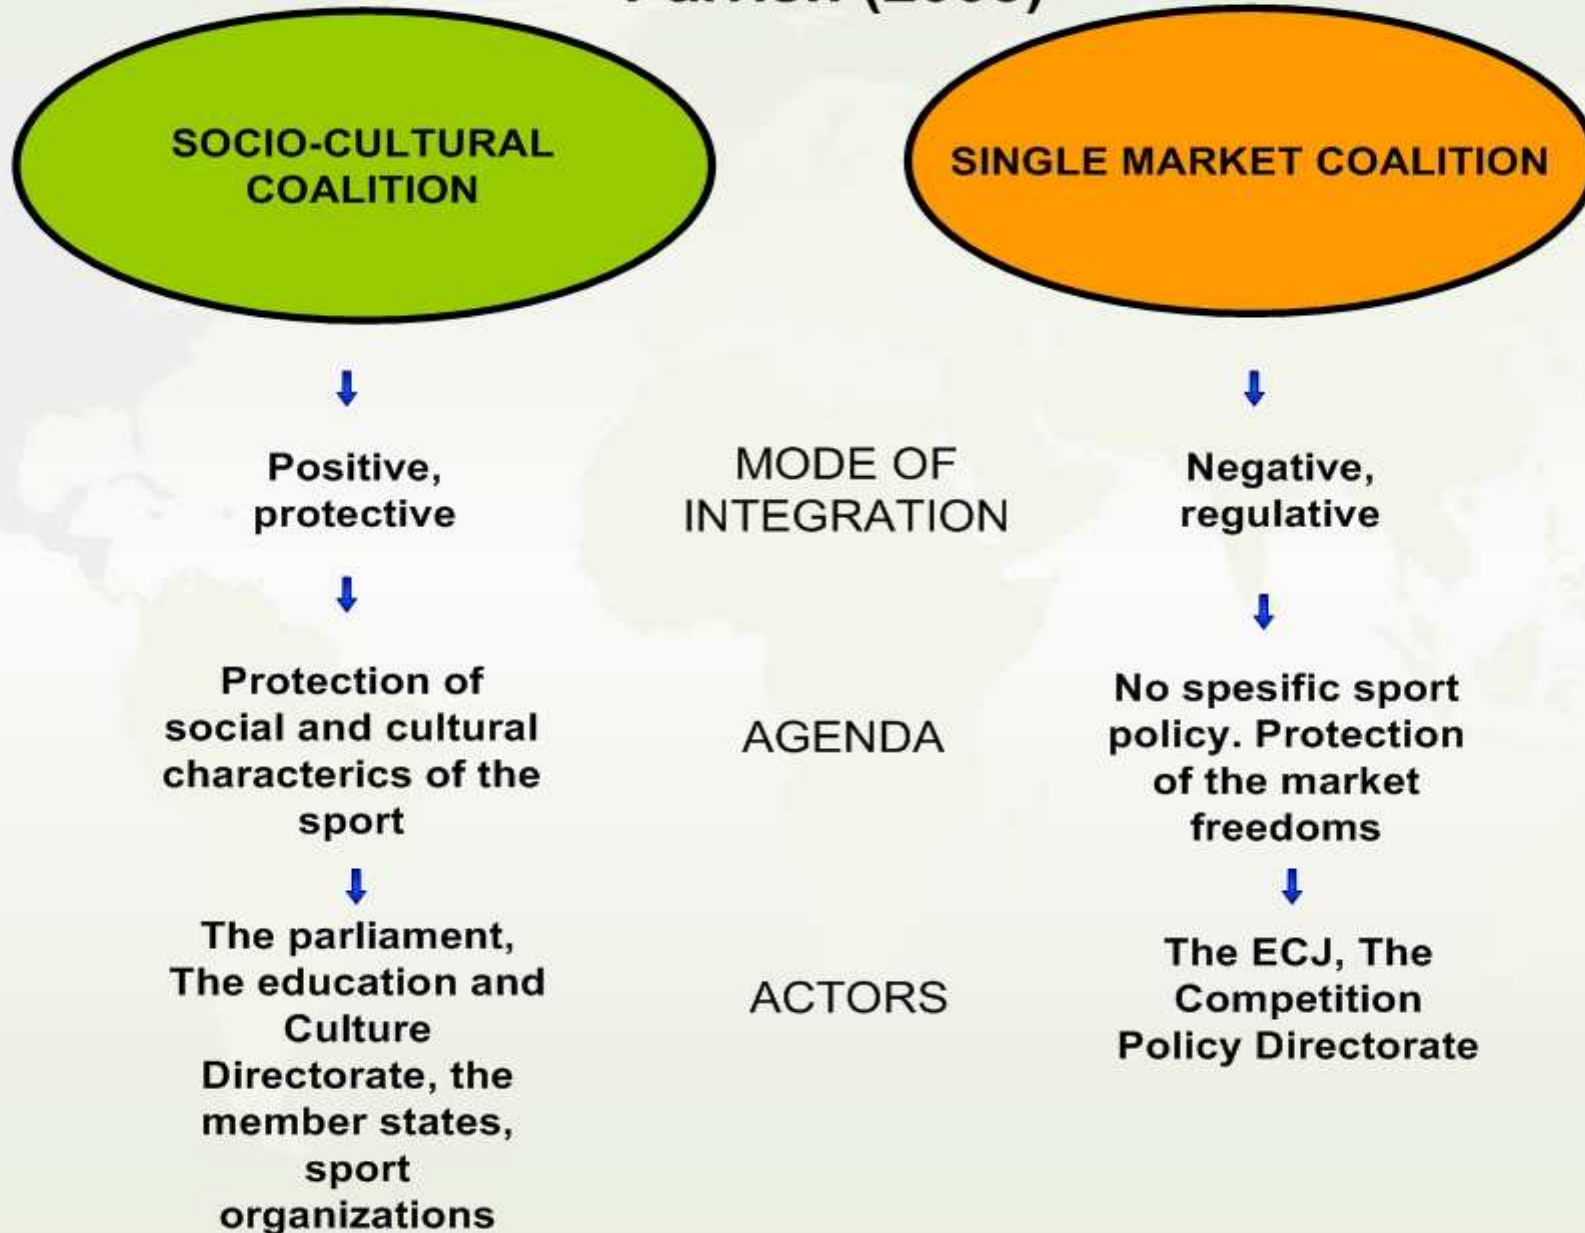 SOCIO-CULTURAL
COALITION
SINGLE MARKET COALITION
Positive,
protective
MODE OF
INTEGRATION
Negative,
regulative
Protection of
social and cultural
characterics of the
sport
AGENDA
No spesific sport
policy. Protection
of the market
freedoms
The parliament,
The education and
Culture
Directorate, the
member states,
sport
organizations
ACTORS
The ECJ, The
Competition
Policy Directorate